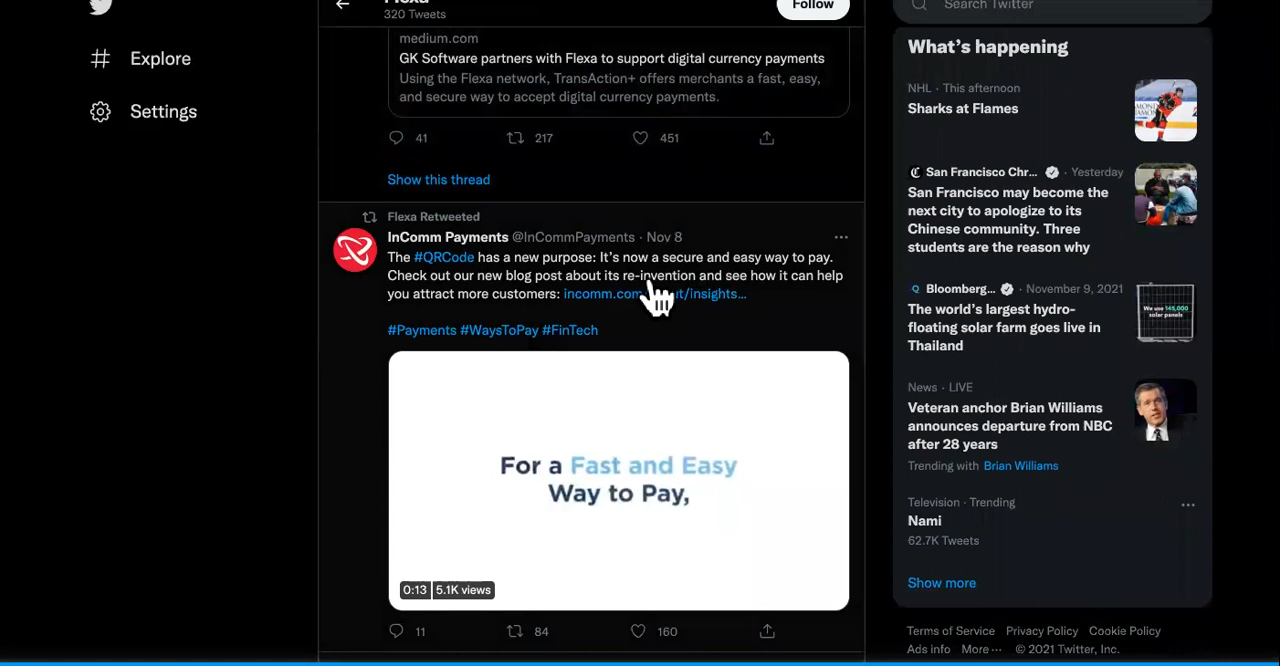 Explore
Settings
320 Tweets
Follow
medium.com
GK Software partners with Flexa to support digital currency payments
Using the Flexa network, TransAction+ offers merchants a fast, easy,
and secure way to accept digital currency payments.
41 217 451
Show this thread
Flexa Retweeted
InComm Payments @InCommPayments · Nov 8
The #QRCode has a new purpose: It's now a secure and easy way to pay.
Check out our new blog post about its re-invention and see how it can help
you attract more customers: incomm.com ut/insights...
#Payments #WaysToPay #FinTech
For a Fast and Easy
Way to Pay,
0:13 5.1K views
11 84 160
Search Twitter
What's happening
NHL · This afternoon
Sharks at Flames
San Francisco Chr... · Yesterday
San Francisco may become the
next city to apologize to its
Chinese community. Three
students are the reason why
Bloomberg... · November 9, 2021
The world's largest hydro-
floating solar farm goes live in
Thailand
We use 145,000
solar panels
News · LIVE
Veteran anchor Brian Williams
announces departure from NBC
after 28 years
Trending with Brian Williams
Television · Trending
Nami
62.7K Tweets
Show more
Terms of Service Privacy Policy Cookie Policy
Ads info More ··· © 2021 Twitter, Inc.